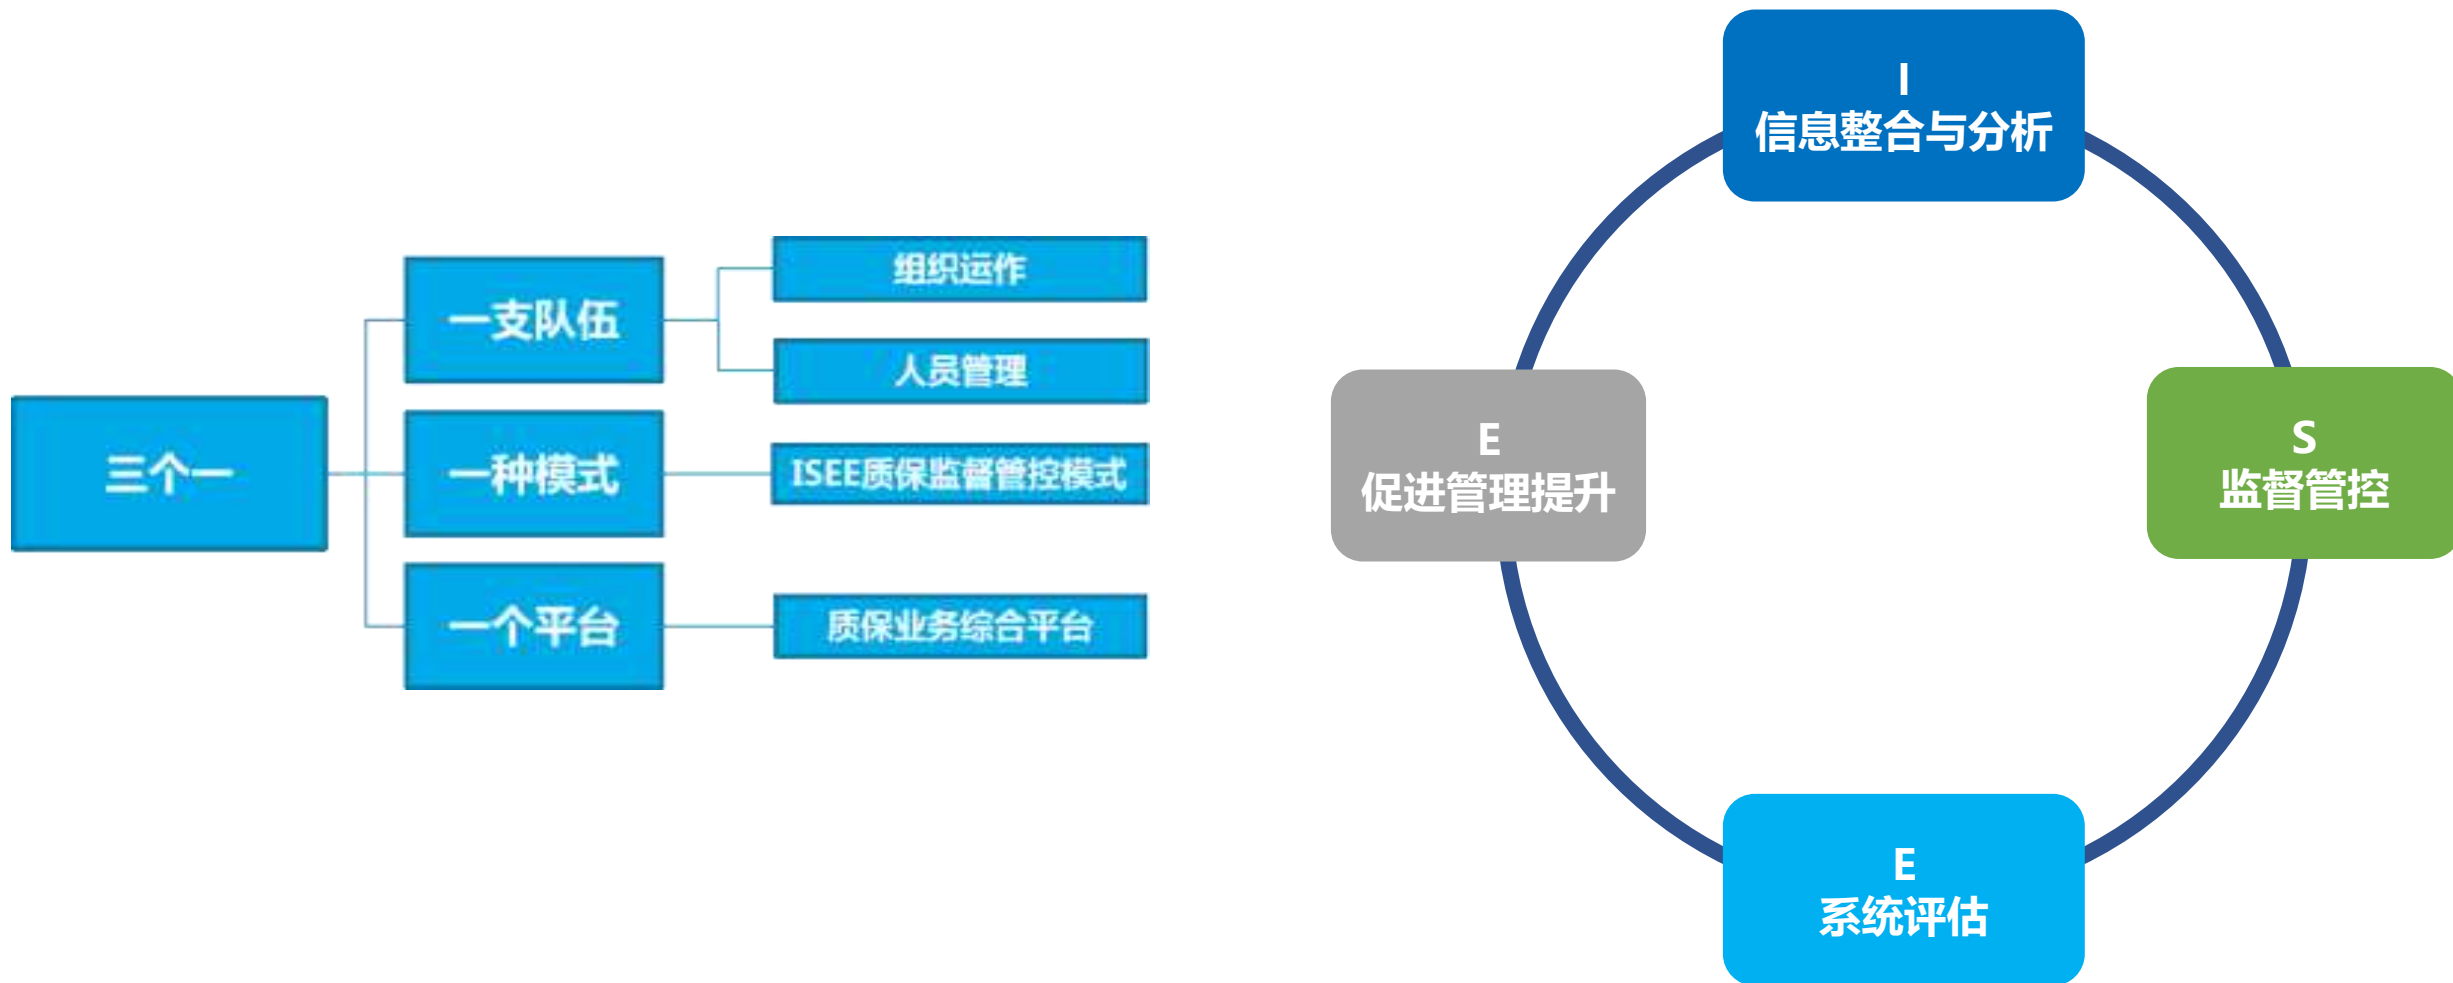 三个一
一支队伍
组织运作
人员管理
一种模式
ISEE质保监督管控模式
一个平台
质保业务综合平台
I
信息整合与分析
S
监督管控
E
系统评估
E
促进管理提升